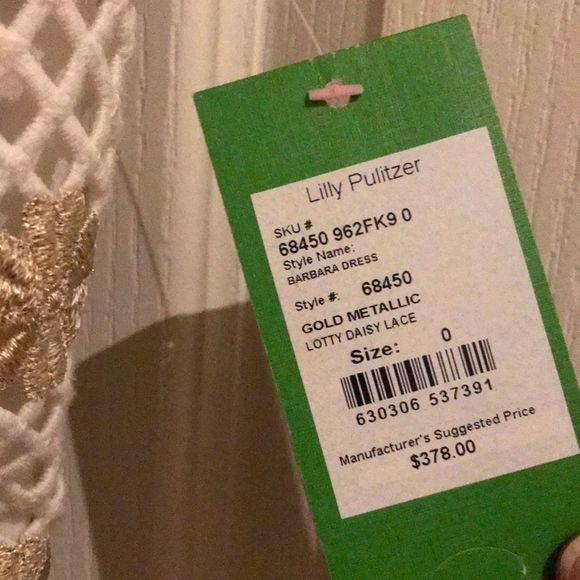 Lilly Pulitzer
SKU #
68450 962FK9 0
Style Name:
BARBARA DRESS
Style #: 68450
GOLD METALLIC
LOTTY DAISY LACE
Size: 0
630306 537391
Manufacturer's Suggested Price
$378.00